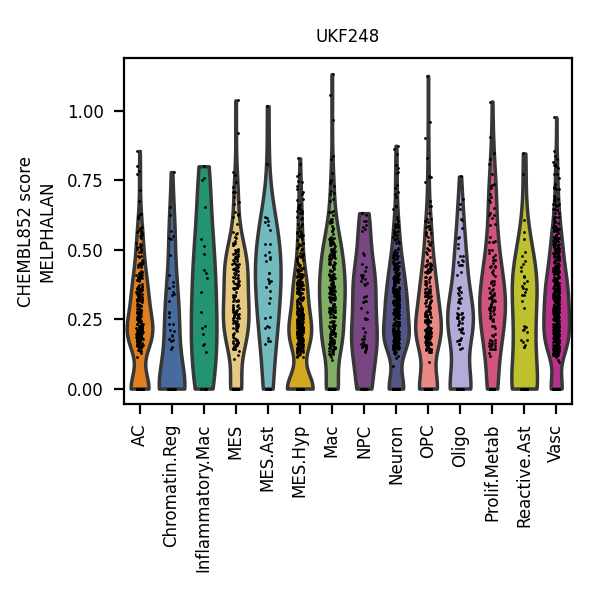 UKF248
CHEMBL852 score
MELPHALAN
1.00
0.75
0.50
0.25
0.00
AC
Chromatin.Reg
Inflammatory.Mac
MES
MES.Ast
MES.Hyp
Mac
NPC
Neuron
OPC
Oligo
Prolif.Metab
Reactive.Ast
Vasc